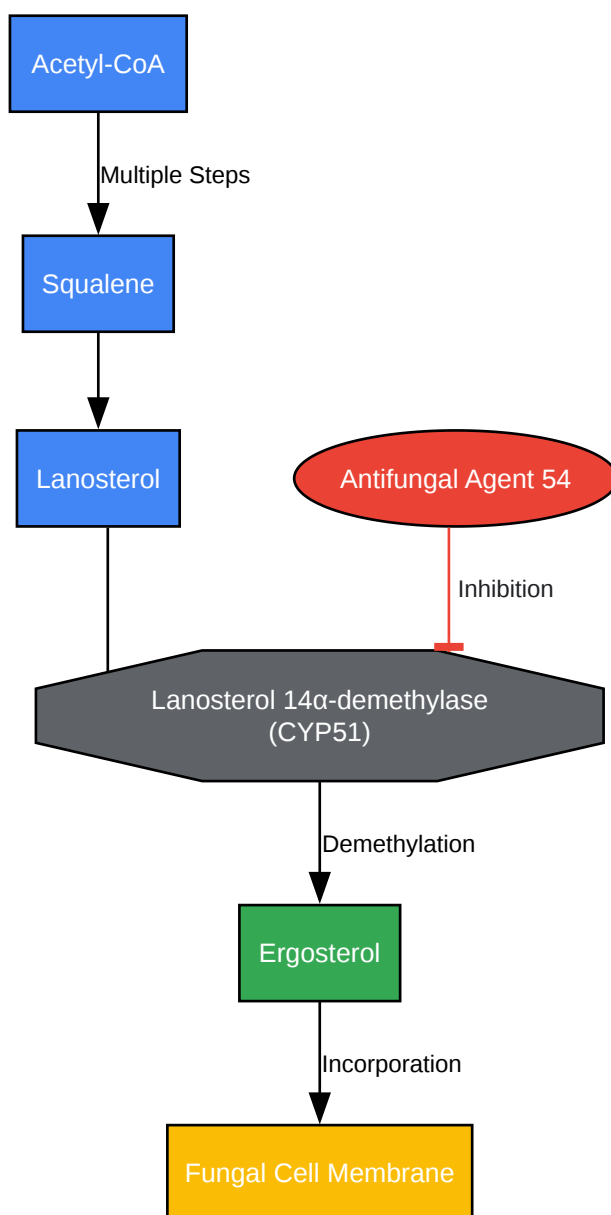 Acetyl-CoA
Multiple Steps
Squalene
Lanosterol
Antifungal Agent 54
Inhibition
Lanosterol 14α-demethylase
(CYP51)
Demethylation
Ergosterol
Incorporation
Fungal Cell Membrane